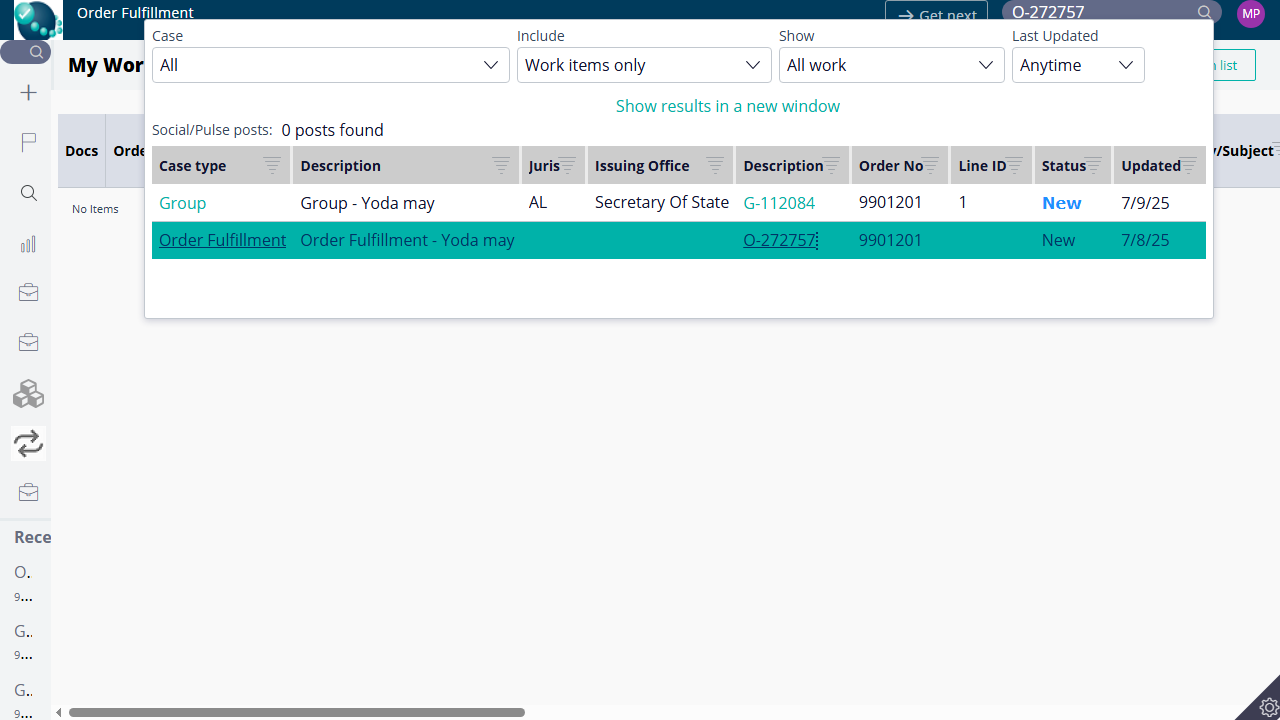 Order Fulfillment
Get next
O-272757
MP
My Wor
a list
Case
Include
Show
Last Updated
All
Work items only
All work
Anytime
Show results in a new window
Social/Pulse posts: 0 posts found
Docs
Orde
y/Subject
No Items
Case type Description Juris Issuing Office Description Order No Line ID Status Updated
Group Group - Yoda may AL Secretary Of State G-112084 9901201 1 New 7/9/25
Order Fulfillment Order Fulfillment - Yoda may O-272757 9901201 New 7/8/25
Rece
O..
9...
G..
9...
G..
9...